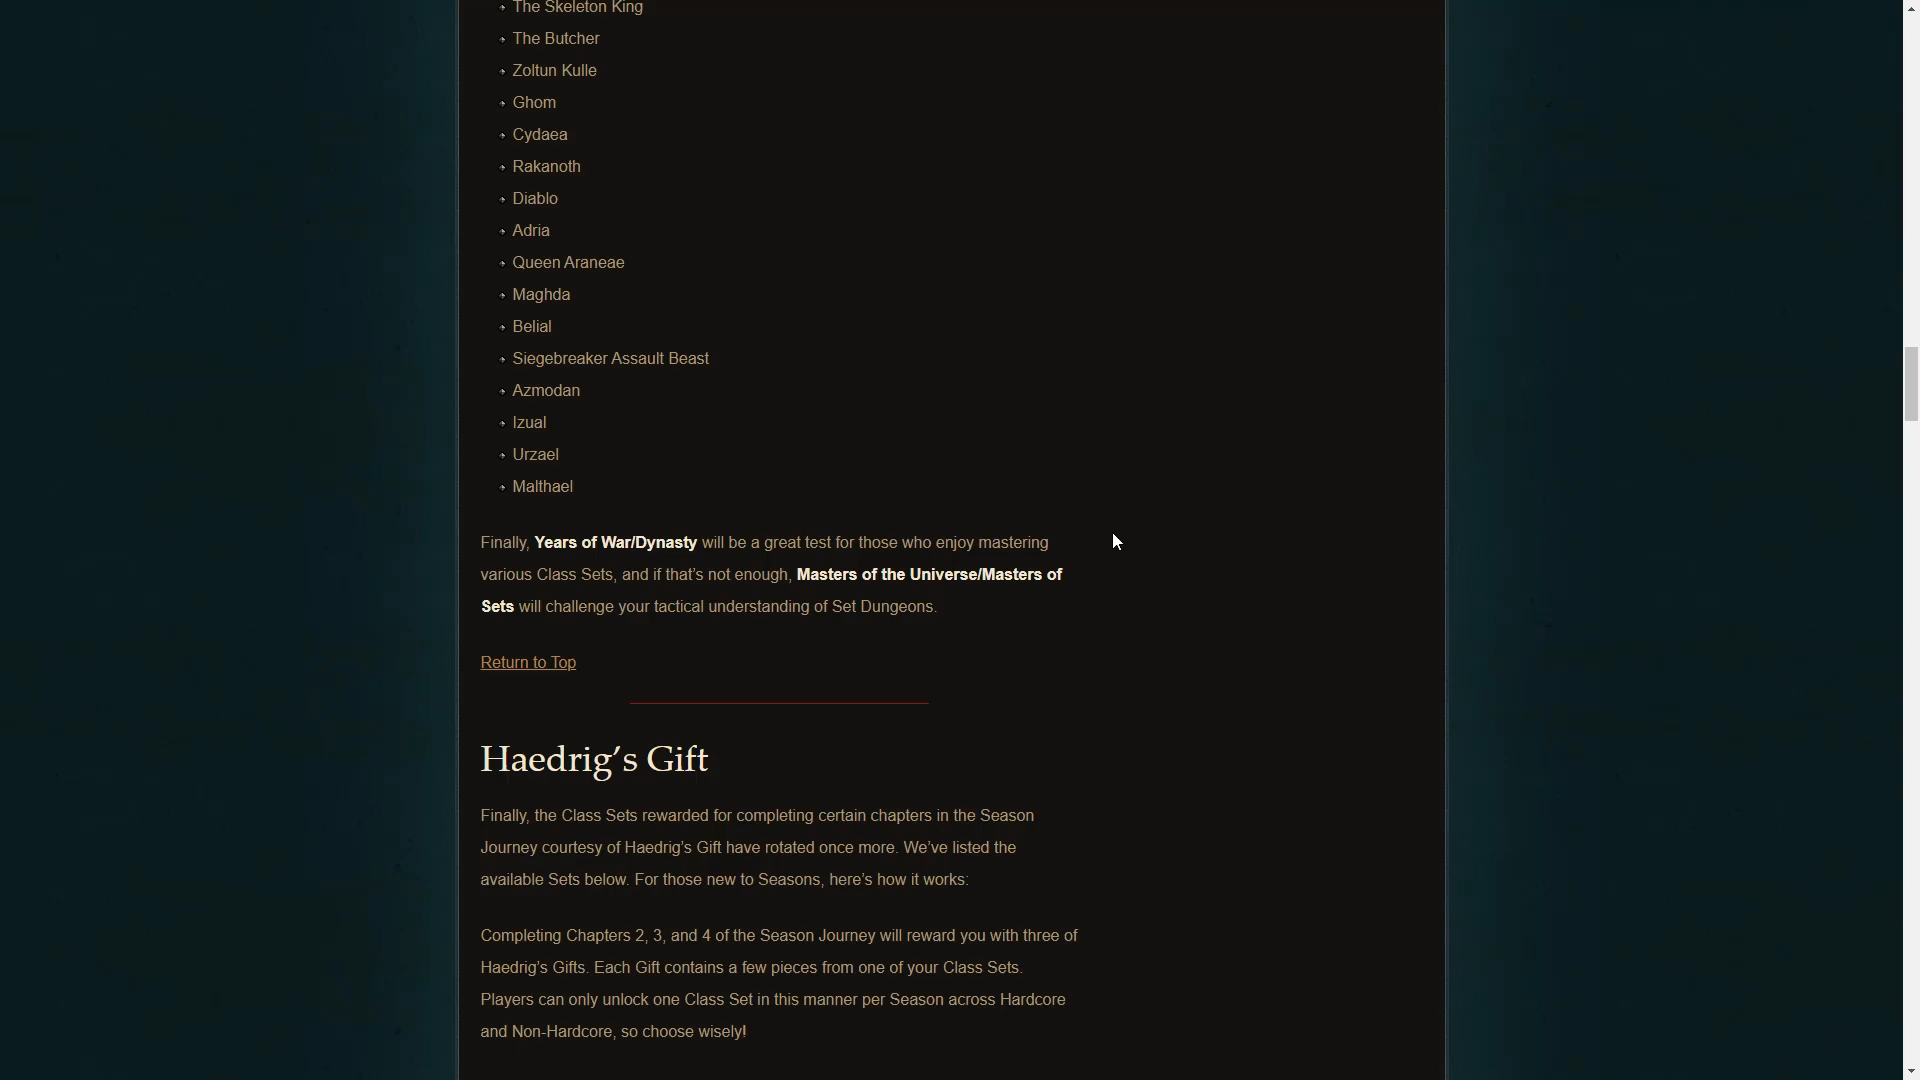 The Skeleton King
The Butcher
Zoltun Kulle
Ghom
Cydaea
Rakanoth
Diablo
Adria
Queen Araneae
Maghda
Belial
Siegebreaker Assault Beast
Azmodan
Izual
Urzael
Malthael
Finally, Years of War/Dynasty will be a great test for those who enjoy mastering
various Class Sets, and if that’s not enough, Masters of the Universe/Masters of
Sets will challenge your tactical understanding of Set Dungeons.
Return to Top
Haedrig’s Gift
Finally, the Class Sets rewarded for completing certain chapters in the Season
Journey courtesy of Haedrig’s Gift have rotated once more. We’ve listed the
available Sets below. For those new to Seasons, here’s how it works:
Completing Chapters 2, 3, and 4 of the Season Journey will reward you with three of
Haedrig’s Gifts. Each Gift contains a few pieces from one of your Class Sets.
Players can only unlock one Class Set in this manner per Season across Hardcore
and Non-Hardcore, so choose wisely!